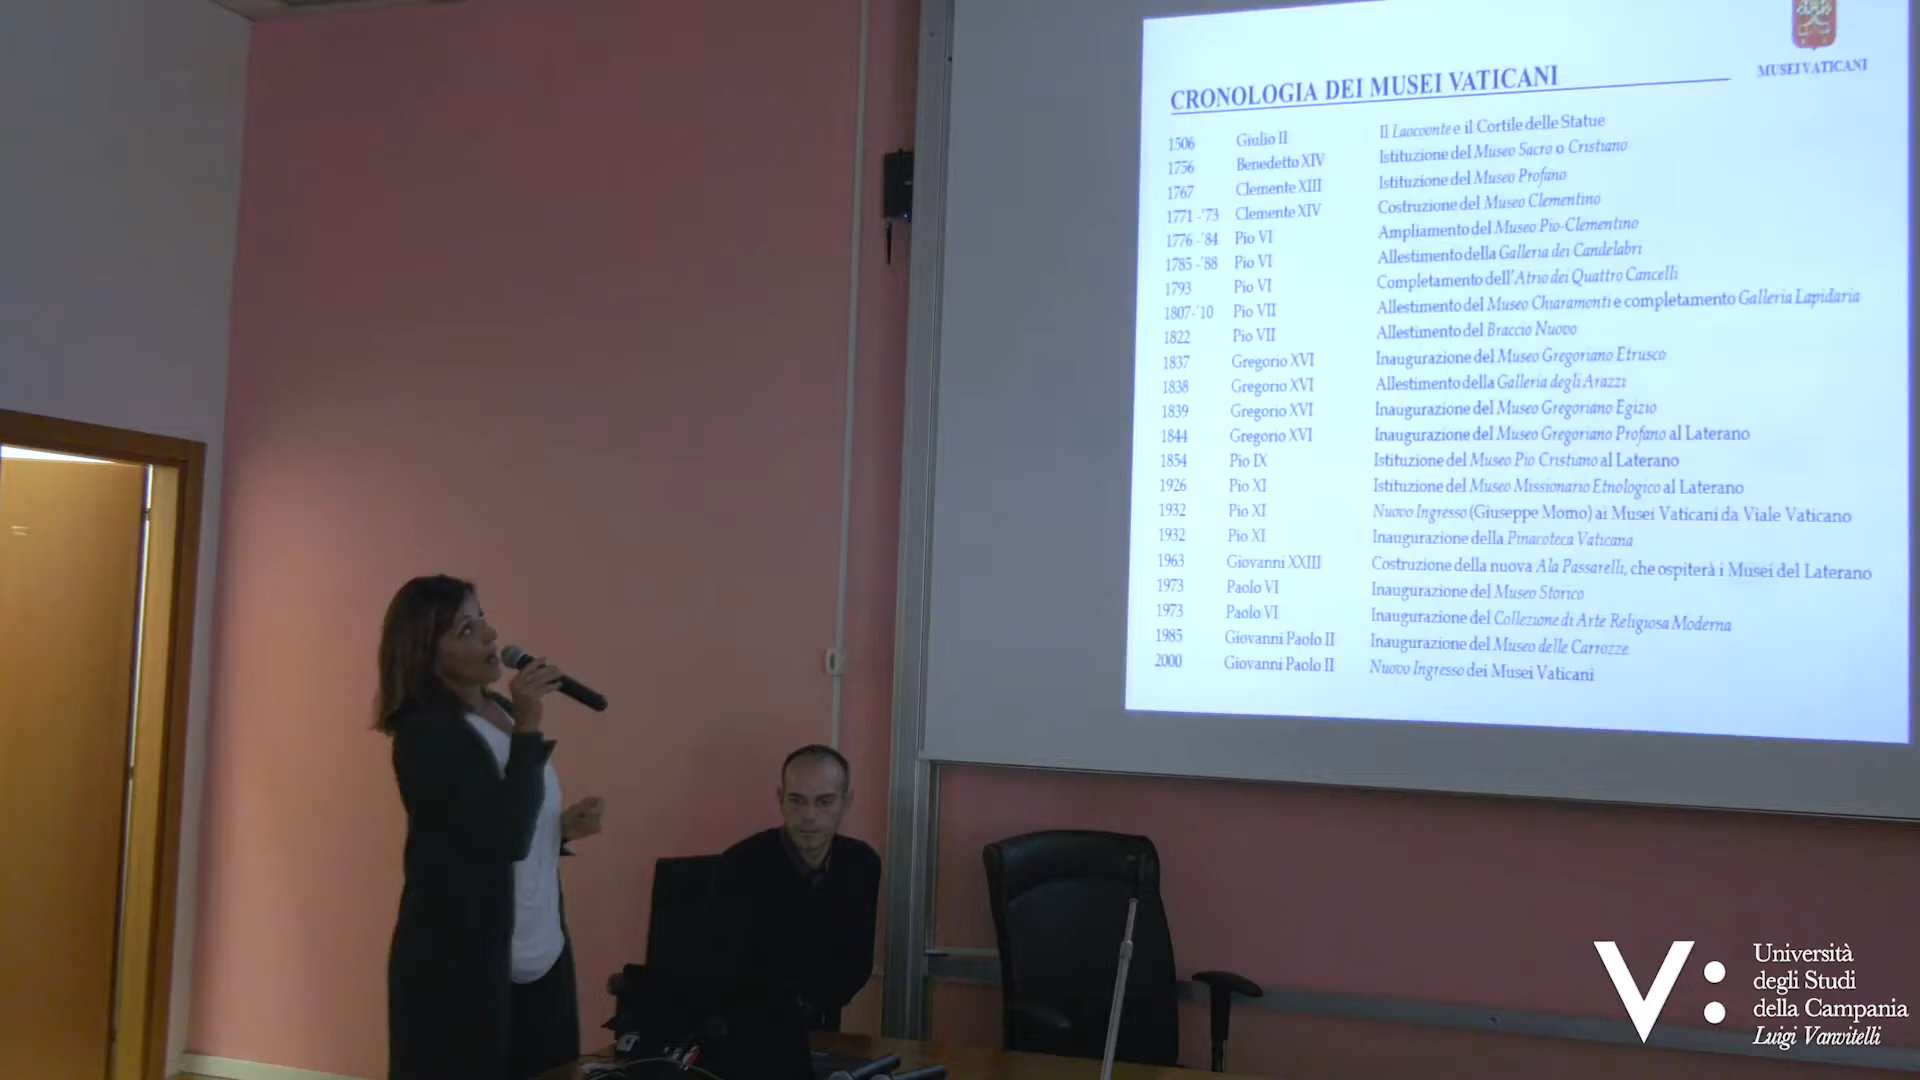 MUSEI VATICANI
CRONOLOGIA DEI MUSEI VATICANI
1506 Giulio II Il Laocoonte e il Cortile delle Statue
1756 Benedetto XIV Istituzione del Museo Sacro o Cristiano
1767 Clemente XIII Istituzione del Museo Profano
1771 -'73 Clemente XIV Costruzione del Museo Clementino
1776 -'84 Pio VI Ampliamento del Museo Pio-Clementino
1785 -'88 Pio VI Allestimento della Galleria dei Candelabri
1793 Pio VI Completamento dell'Atrio dei Quattro Cancelli
1807-'10 Pio VII Allestimento del Museo Chiaramonti e completamento Galleria Lapidaria
1822 Pio VII Allestimento del Braccio Nuovo
1837 Gregorio XVI Inaugurazione del Museo Gregoriano Etrusco
1838 Gregorio XVI Allestimento della Galleria degli Arazzi
1839 Gregorio XVI Inaugurazione del Museo Gregoriano Egizio
1844 Gregorio XVI Inaugurazione del Museo Gregoriano Profano al Laterano
1854 Pio IX Istituzione del Museo Pio Cristiano al Laterano
1926 Pio XI Istituzione del Museo Missionario Etnologico al Laterano
1932 Pio XI Nuovo Ingresso (Giuseppe Momo) ai Musei Vaticani da Viale Vaticano
1932 Pio XI Inaugurazione della Pinacoteca Vaticana
1963 Giovanni XXIII Costruzione della nuova Ala Passarelli, che ospiterà i Musei del Laterano
1973 Paolo VI Inaugurazione del Museo Storico
1973 Paolo VI Inaugurazione del Collezione di Arte Religiosa Moderna
1985 Giovanni Paolo II Inaugurazione del Museo delle Carrozze
2000 Giovanni Paolo II Nuovo Ingresso dei Musei Vaticani
V:
Università
degli Studi
della Campania
Luigi Vanvitelli